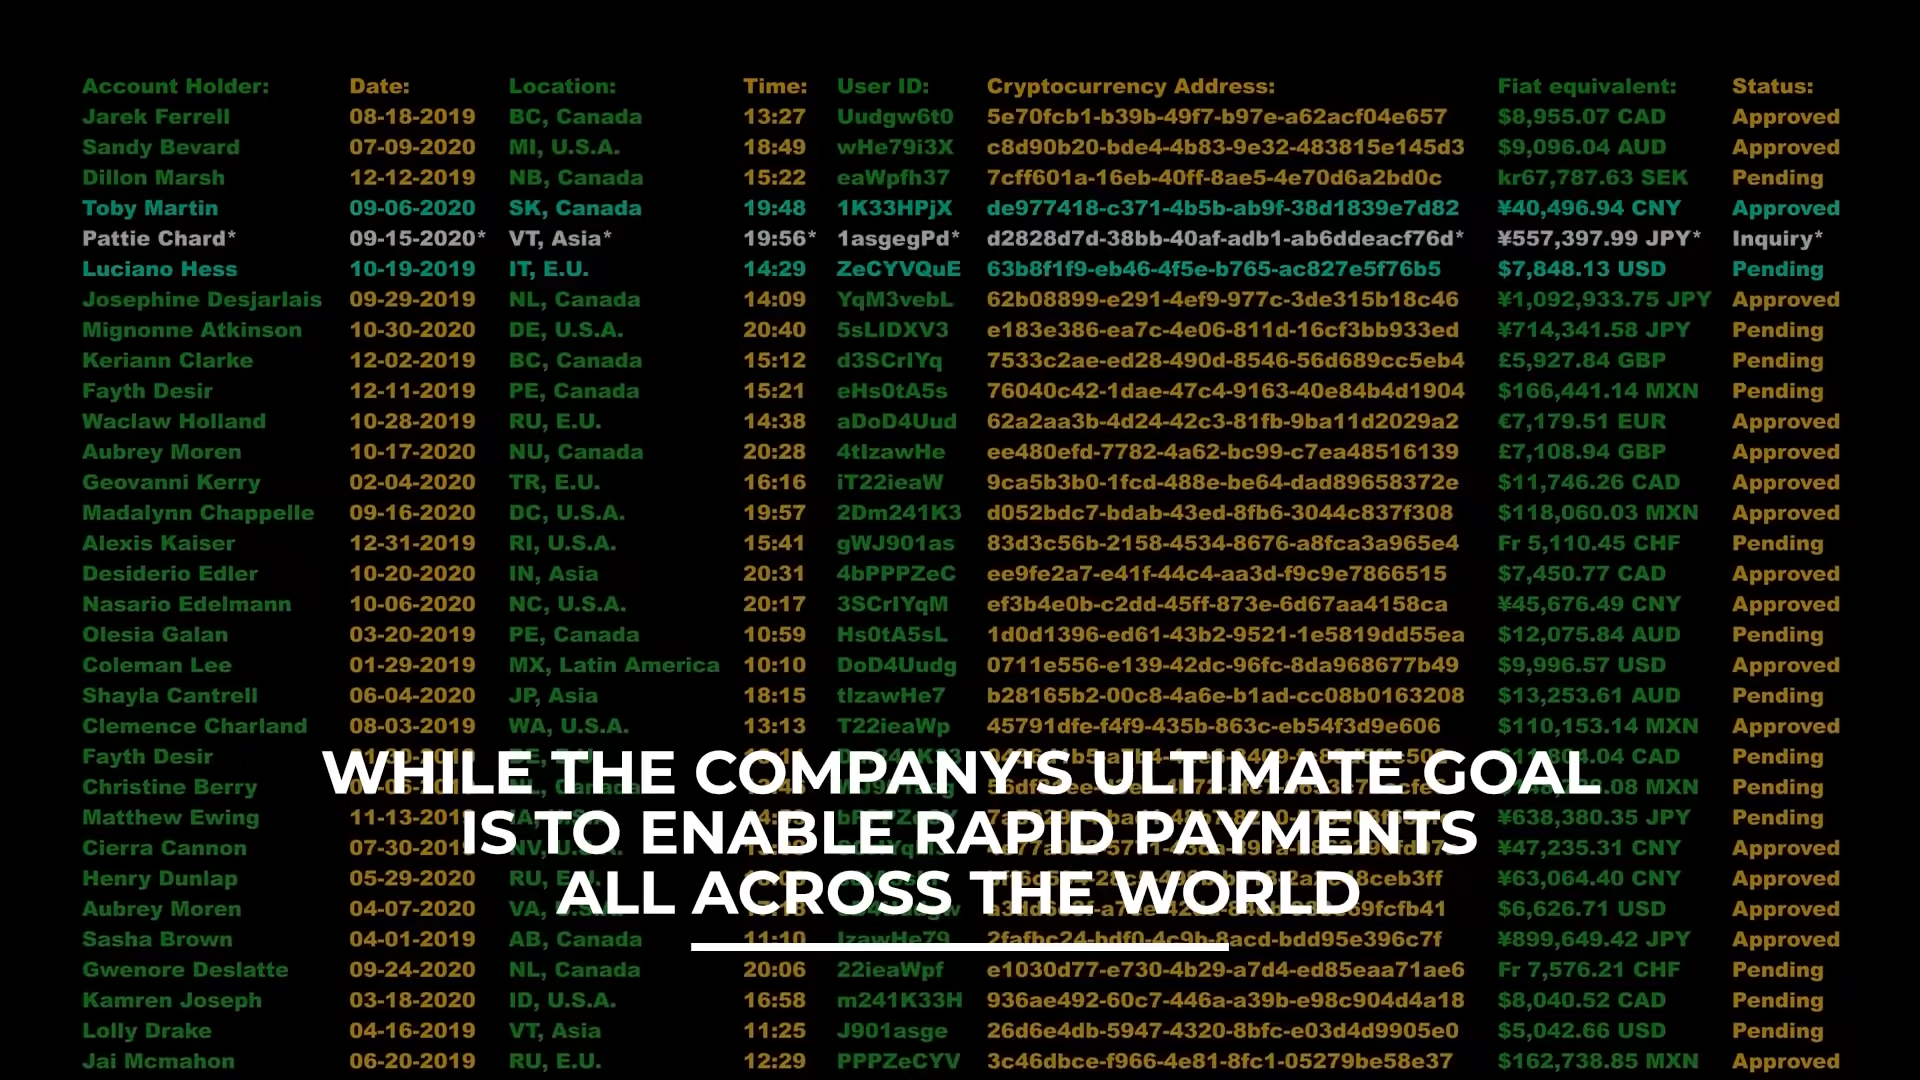 Account Holder: Date: Location: Time: User ID: Cryptocurrency Address: Fiat equivalent: Status:
Jarek Ferrell 08-18-2019 BC, Canada 13:27 Uudgw6t0 5e70fcb1-b39b-49f7-b97e-a62acf04e657 $8,955.07 CAD Approved
Sandy Bevard 07-09-2020 MI, U.S.A. 18:49 wHe79i3X c8d90b20-bde4-4b83-9e32-483815e145d3 $9,096.04 AUD Approved
Dillon Marsh 12-12-2019 NB, Canada 15:22 eaWpfh37 7cff601a-16eb-40ff-8ae5-4e70d6a2bd0c kr67,787.63 SEK Pending
Toby Martin 09-06-2020 SK, Canada 19:48 1K33HPjX de977418-c371-4b5b-ab9f-38d1839e7d82 ¥40,496.94 CNY Approved
Pattie Chard* 09-15-2020* VT, Asia* 19:56* 1asgegPd* d2828d7d-38bb-40af-adb1-ab6ddeacf76d* ¥557,397.99 JPY* Inquiry*
Luciano Hess 10-19-2019 IT, E.U. 14:29 ZeCYVQuE 63b8f1f9-eb46-4f5e-b765-ac827e5f76b5 $7,848.13 USD Pending
Josephine Desjarlais 09-29-2019 NL, Canada 14:09 YqM3vebL 62b08899-e291-4ef9-977c-3de315b18c46 ¥1,092,933.75 JPY Approved
Mignonne Atkinson 10-30-2020 DE, U.S.A. 20:40 5sLIDXV3 e183e386-ea7c-4e06-811d-16cf3bb933ed ¥714,341.58 JPY Pending
Keriann Clarke 12-02-2019 BC, Canada 15:12 d3SCrIYq 7533c2ae-ed28-490d-8546-56d689cc5eb4 £5,927.84 GBP Pending
Fayth Desir 12-11-2019 PE, Canada 15:21 eHs0tA5s 76040c42-1dae-47c4-9163-40e84b4d1904 $166,441.14 MXN Pending
Waclaw Holland 10-28-2019 RU, E.U. 14:38 aDoD4Uud 62a2aa3b-4d24-42c3-81fb-9ba11d2029a2 €7,179.51 EUR Approved
Aubrey Moren 10-17-2020 NU, Canada 20:28 4tIzawHe ee480efd-7782-4a62-bc99-c7ea48516139 £7,108.94 GBP Approved
Geovanni Kerry 02-04-2020 TR, E.U. 16:16 iT22ieaW 9ca5b3b0-1fcd-488e-be64-dad89658372e $11,746.26 CAD Approved
Madalynn Chappelle 09-16-2020 DC, U.S.A. 19:57 2Dm241K3 d052bdc7-bdab-43ed-8fb6-3044c837f308 $118,060.03 MXN Approved
Alexis Kaiser 12-31-2019 RI, U.S.A. 15:41 gWJ901as 83d3c56b-2158-4534-8676-a8fca3a965e4 Fr 5,110.45 CHF Pending
Desiderio Edler 10-20-2020 IN, Asia 20:31 4bPPPZeC ee9fe2a7-e41f-44c4-aa3d-f9c9e7866515 $7,450.77 CAD Approved
Nasario Edelmann 10-06-2020 NC, U.S.A. 20:17 3SCrIYqM ef3b4e0b-c2dd-45ff-873e-6d67aa4158ca ¥45,676.49 CNY Approved
Olesia Galan 03-20-2019 PE, Canada 10:59 Hs0tA5sL 1d0d1396-ed61-43b2-9521-1e5819dd55ea $12,075.84 AUD Pending
Coleman Lee 01-29-2019 MX, Latin America 10:10 DoD4Uudg 0711e556-e139-42dc-96fc-8da968677b49 $9,996.57 USD Approved
Shayla Cantrell 06-04-2020 JP, Asia 18:15 tIzawHe7 b28165b2-00c8-4a6e-b1ad-cc08b0163208 $13,253.61 AUD Pending
Clemence Charland 08-03-2019 WA, U.S.A. 13:13 T22ieaWp 45791dfe-f4f9-435b-863c-eb54f3d9e606 $110,153.14 MXN Approved
Fayth Desir CAD Pending
Christine Berry MXN Pending
Matthew Ewing ¥638,380.35 JPY Pending
Cierra Cannon ¥47,235.31 CNY Approved
Henry Dunlap 05-29-2020 RU, ¥63,064.40 CNY Approved
Aubrey Moren 04-07-2020 VA, $6,626.71 USD Approved
Sasha Brown 04-01-2019 AB, Canada 11:10 IzawHe79 2fafbc24-bdf0-4c9b-8acd-bdd95e396c7f ¥899,649.42 JPY Approved
Gwenore Deslatte 09-24-2020 NL, Canada 20:06 22ieaWpf e1030d77-e730-4b29-a7d4-ed85eaa71ae6 Fr 7,576.21 CHF Pending
Kamren Joseph 03-18-2020 ID, U.S.A. 16:58 m241K33H 936ae492-60c7-446a-a39b-e98c904d4a18 $8,040.52 CAD Pending
Lolly Drake 04-16-2019 VT, Asia 11:25 J901asge 26d6e4db-5947-4320-8bfc-e03d4d9905e0 $5,042.66 USD Pending
Jai Mcmahon 06-20-2019 RU, E.U. 12:29 PPPZeCYV 3c46dbce-f966-4e81-8fc1-05279be58e37 $162,738.85 MXN Approved
WHILE THE COMPANY'S ULTIMATE GOAL
IS TO ENABLE RAPID PAYMENTS
ALL ACROSS THE WORLD